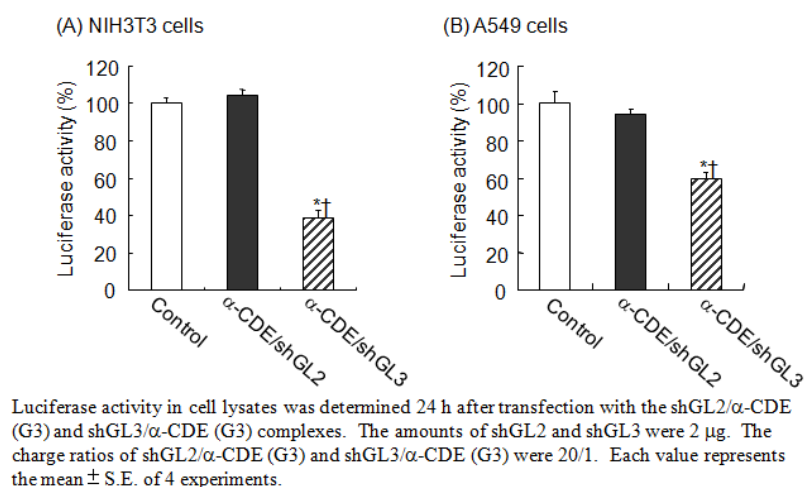 (A) NIH3T3 cells
Luciferase activity (%)
120
100
80
60
40
20
0
*†
Control
α-CDE/shGL2
α-CDE/shGL3
(B) A549 cells
Luciferase activity (%)
120
100
80
60
40
20
0
*†
Control
α-CDE/shGL2
α-CDE/shGL3
Luciferase activity in cell lysates was determined 24 h after transfection with the shGL2/α-CDE
(G3) and shGL3/α-CDE (G3) complexes. The amounts of shGL2 and shGL3 were 2 μg. The
charge ratios of shGL2/α-CDE (G3) and shGL3/α-CDE (G3) were 20/1. Each value represents
the mean ± S.E. of 4 experiments.